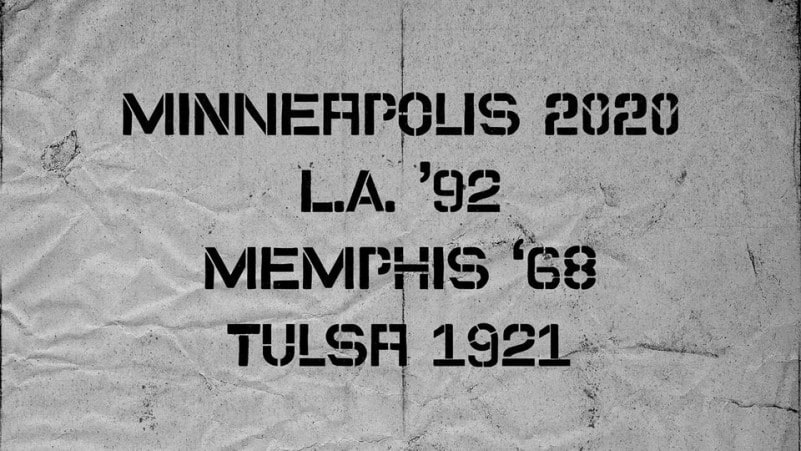 MINNEAPOLIS 2020
L.A. ’92
MEMPHIS ‘68
TULSA 1921